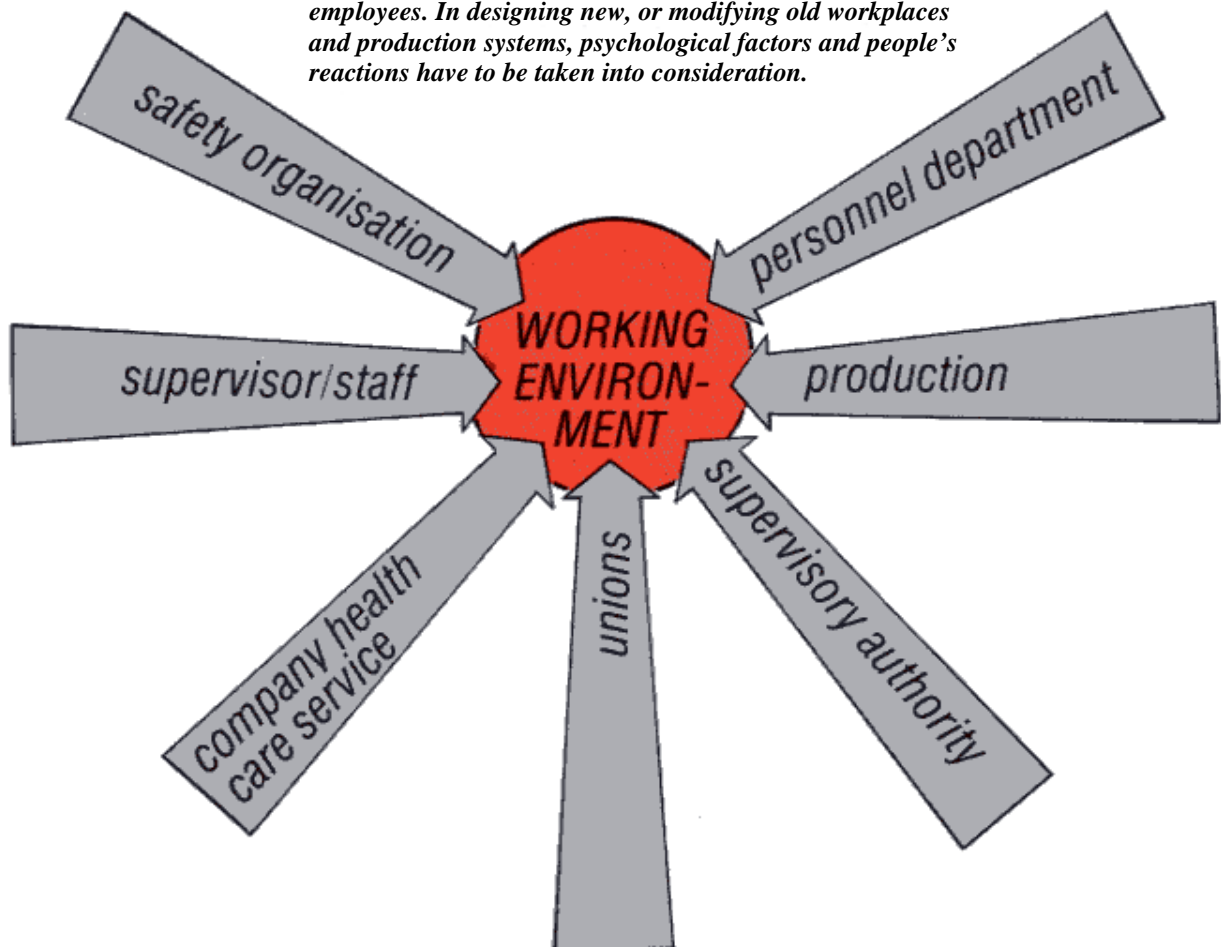 employees. In designing new, or modifying old workplaces
and production systems, psychological factors and people's
reactions have to be taken into consideration.
safety organisation
personnel department
WORKING
ENVIRON-
MENT
supervisor/staff
production
company health
care service
unions
supervisory authority